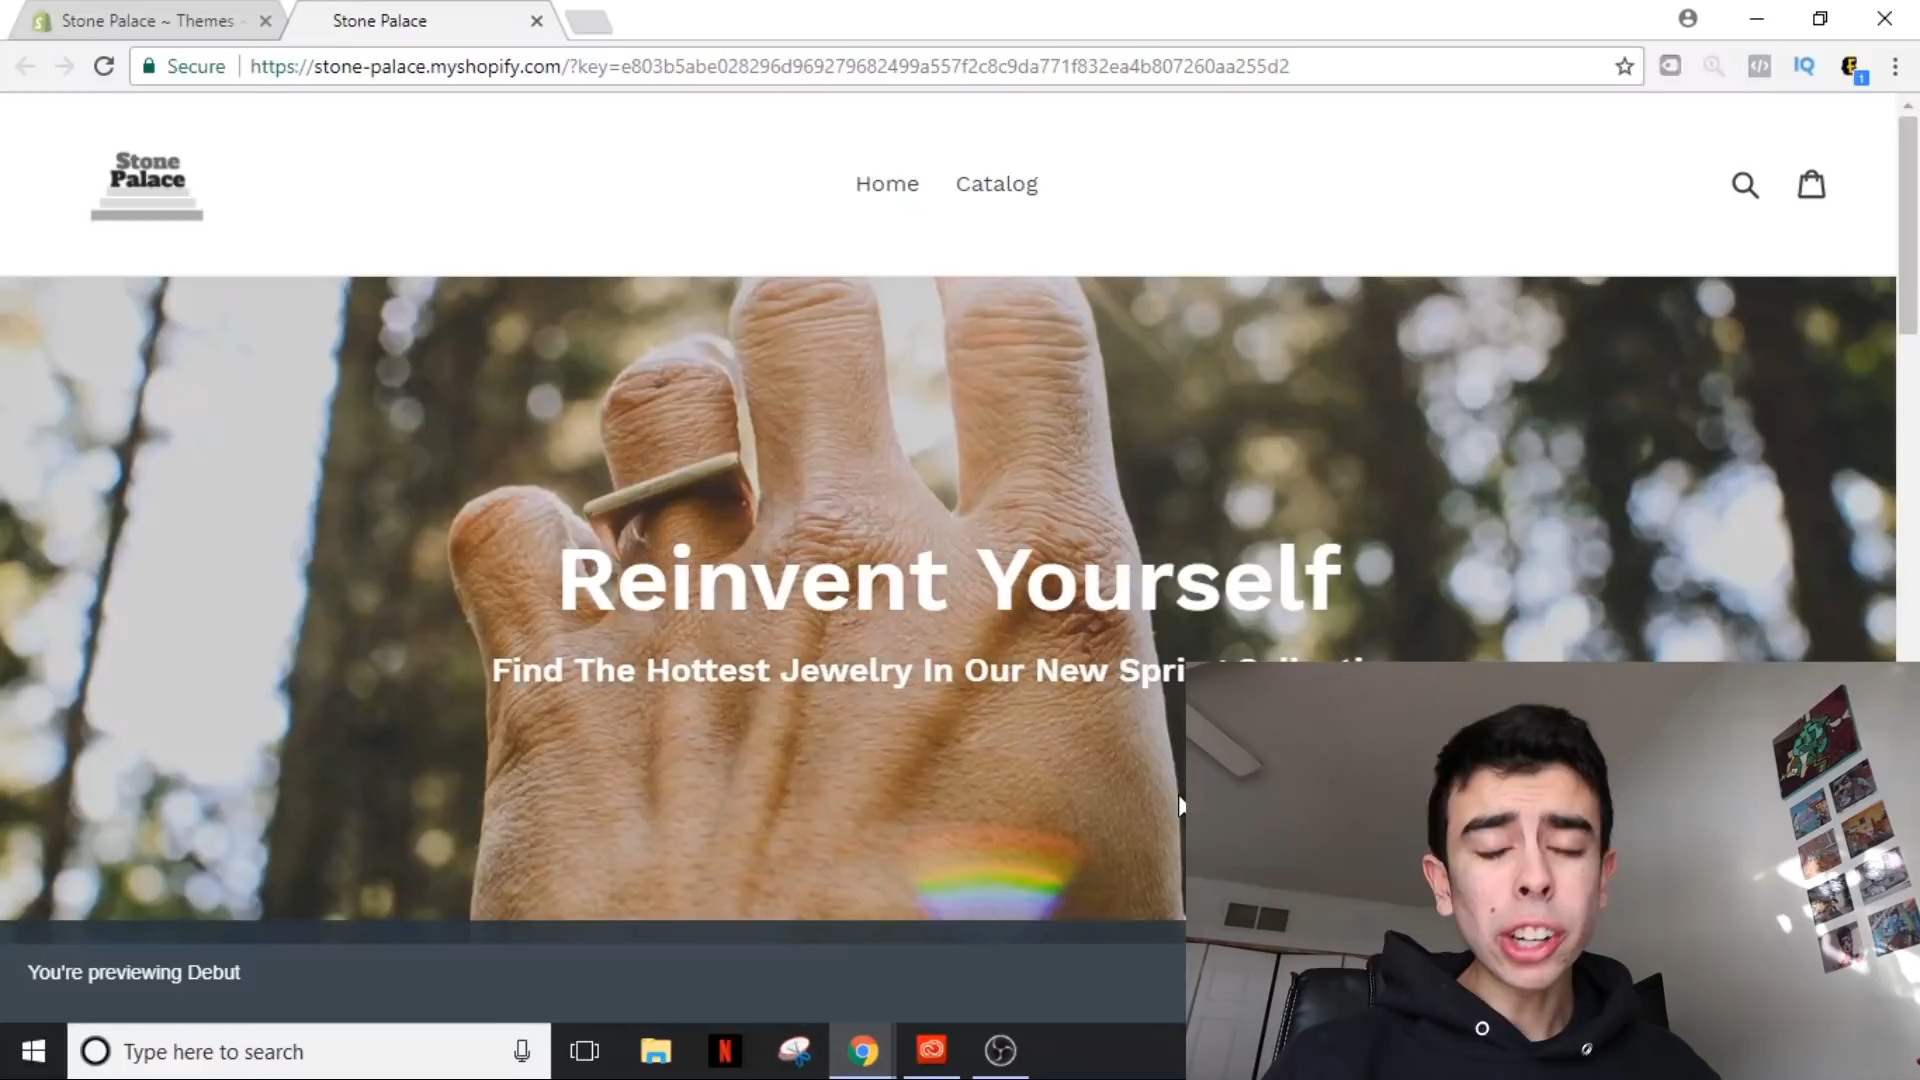 Stone Palace ~ Themes
Stone Palace
Secure
https://stone-palace.myshopify.com/?key=e803b5abe028296d969279682499a557f2c8c9da771f832ea4b807260aa255d2
IQ
1
Stone
Palace
Home
Catalog
Reinvent Yourself
Find The Hottest Jewelry In Our New
You're previewing Debut
Type here to search
N